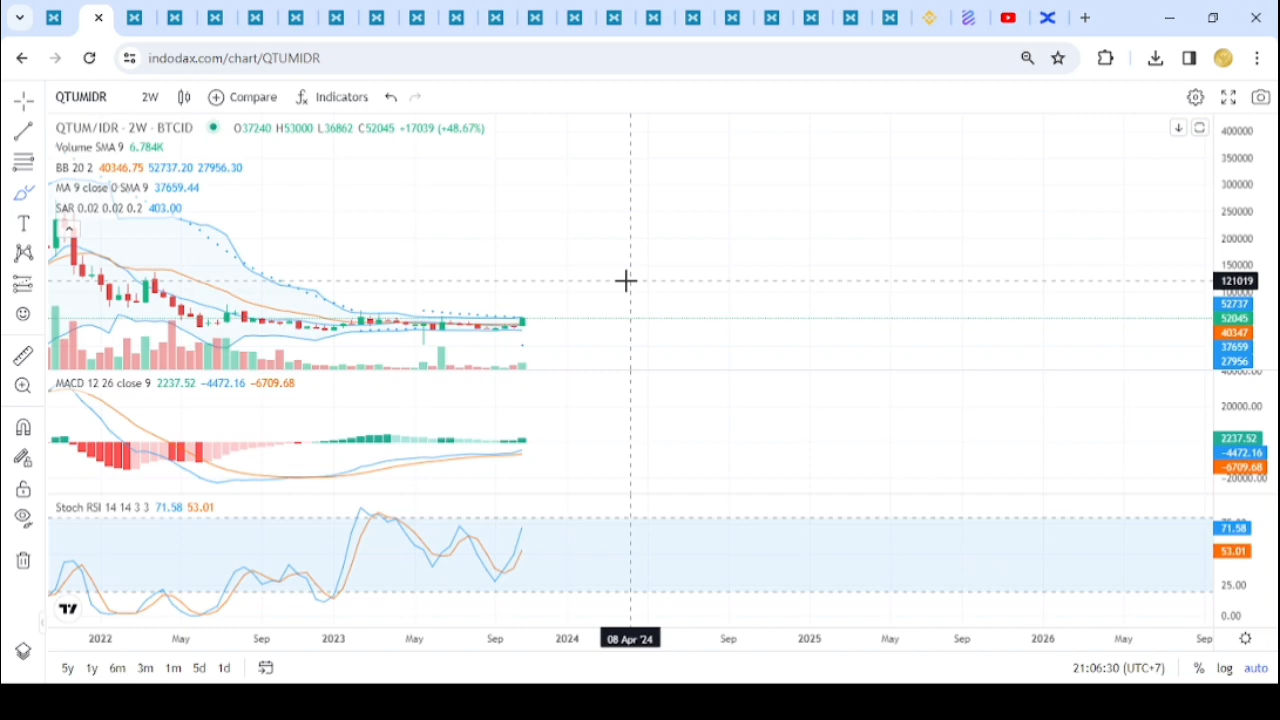 indodax.com/chart/QTUMIDR
QTUMIDR 2W Compare Indicators
QTUM/IDR · 2W · BTCID O37240 H53000 L36862 C52045 +17039 (+48.67%)
Volume SMA 9 6.784K
BB 20 2 40346.75 52737.20 27956.30
MA 9 close 0 SMA 9 37659.44
SAR 0.02 0.02 0.2 403.00
400000
350000
300000
250000
200000
150000
121019
52737
52045
40347
37659
27956
MACD 12 26 close 9 2237.52 −4472.16 −6709.68
40000.00
20000.00
2237.52
−4472.16
−6709.68
−20000.00
Stoch RSI 14 14 3 3 71.58 53.01
71.58
53.01
25.00
0.00
2022 May Sep 2023 May Sep 2024 08 Apr '24 Sep 2025 May Sep 2026 May Sep
5y 1y 6m 3m 1m 5d 1d 21:06:30 (UTC+7) % log auto